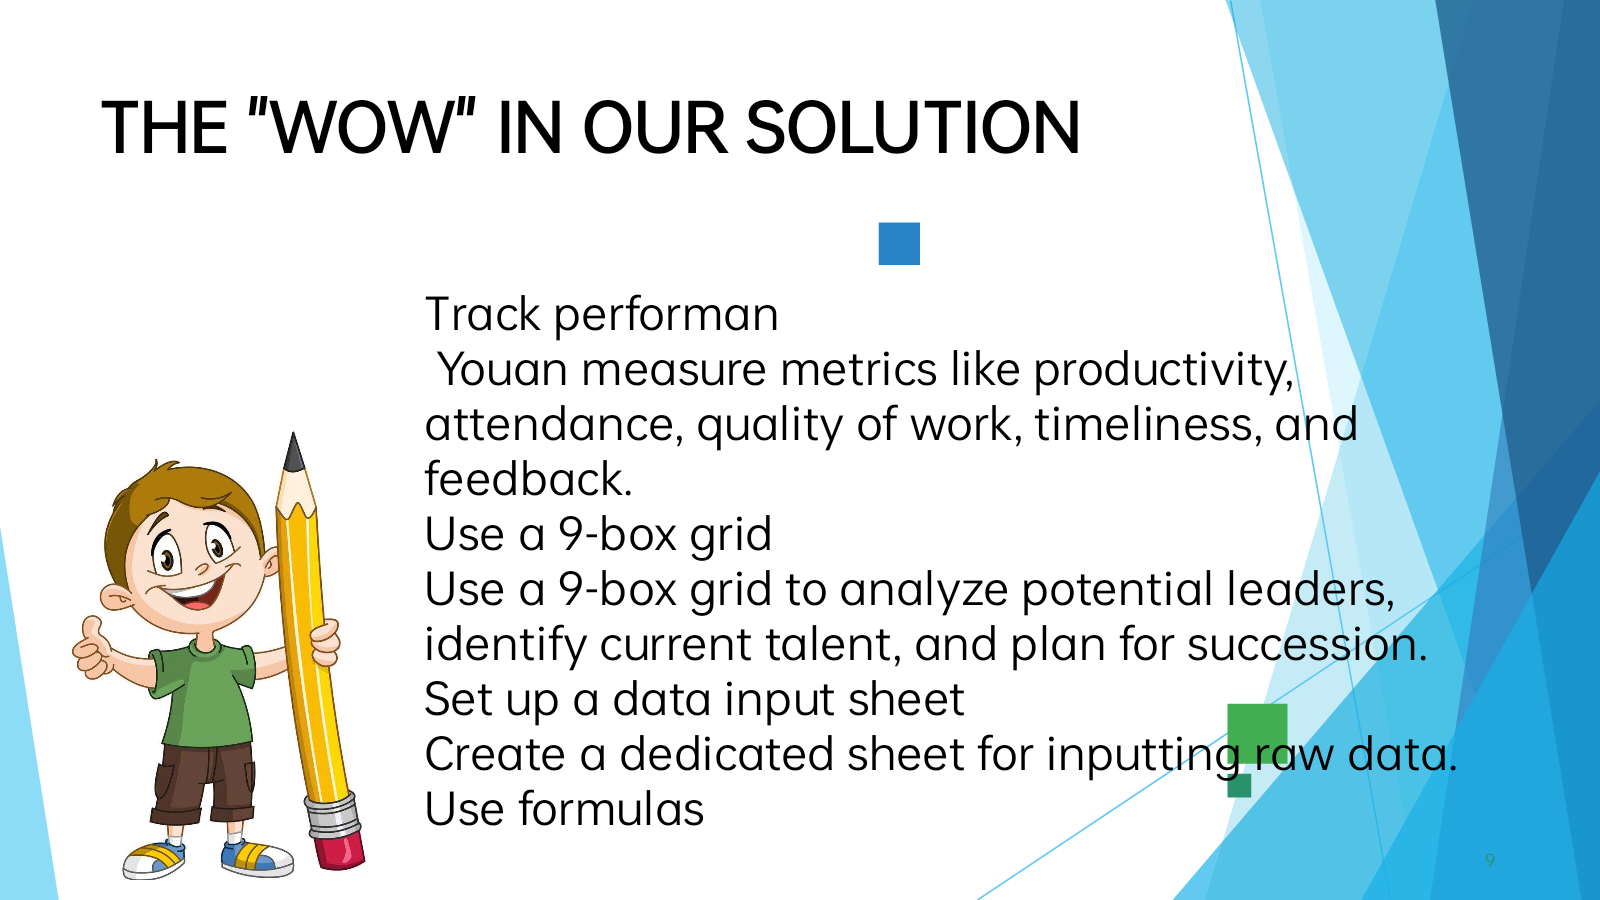 THE "WOW" IN OUR SOLUTION
Track performan
Youan measure metrics like productivity,
attendance, quality of work, timeliness, and
feedback.
Use a 9-box grid
Use a 9-box grid to analyze potential leaders,
identify current talent, and plan for succession.
Set up a data input sheet
Create a dedicated sheet for inputting raw data.
Use formulas
9